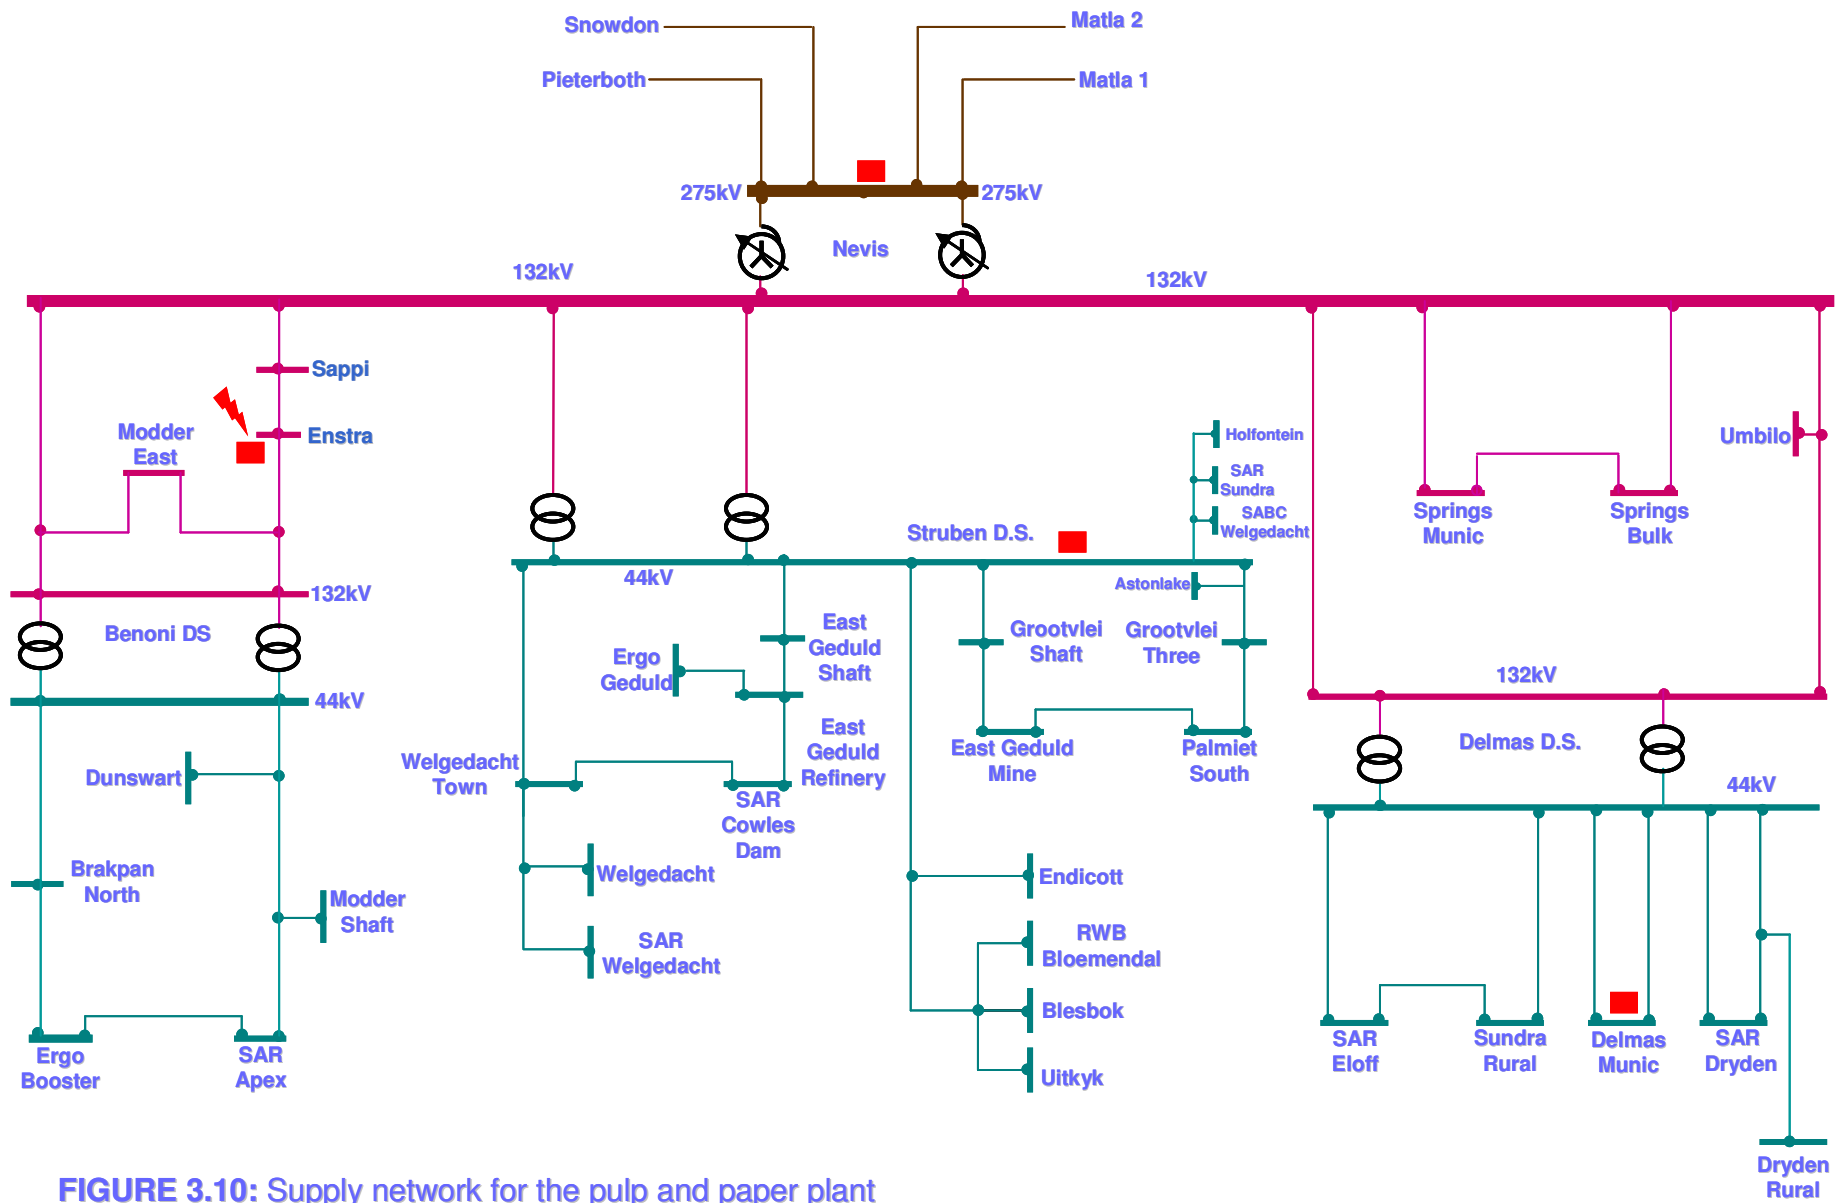 Snowdon
Matla 2
Pieterboth
Matla 1
275kV
275kV
Nevis
132kV
132kV
Sappi
Enstra
Modder
East
Umbilo
Holfontein
SAR
Sundra
SABC
Welgedacht
Springs
Munic
Springs
Bulk
Struben D.S.
44kV
Astonlake
132kV
Benoni DS
East
Geduld
Shaft
Ergo
Geduld
Grootvlei
Shaft
Grootvlei
Three
132kV
44kV
East
Geduld
Refinery
East Geduld
Mine
Palmiet
South
Delmas D.S.
Welgedacht
Town
Dunswart
44kV
SAR
Cowles
Dam
Brakpan
North
Welgedacht
Endicott
Modder
Shaft
SAR
Welgedacht
RWB
Bloemendal
Blesbok
Uitkyk
Ergo
Booster
SAR
Apex
SAR
Eloff
Sundra
Rural
Delmas
Munic
SAR
Dryden
Dryden
Rural
FIGURE 3.10: Supply network for the pulp and paper plant